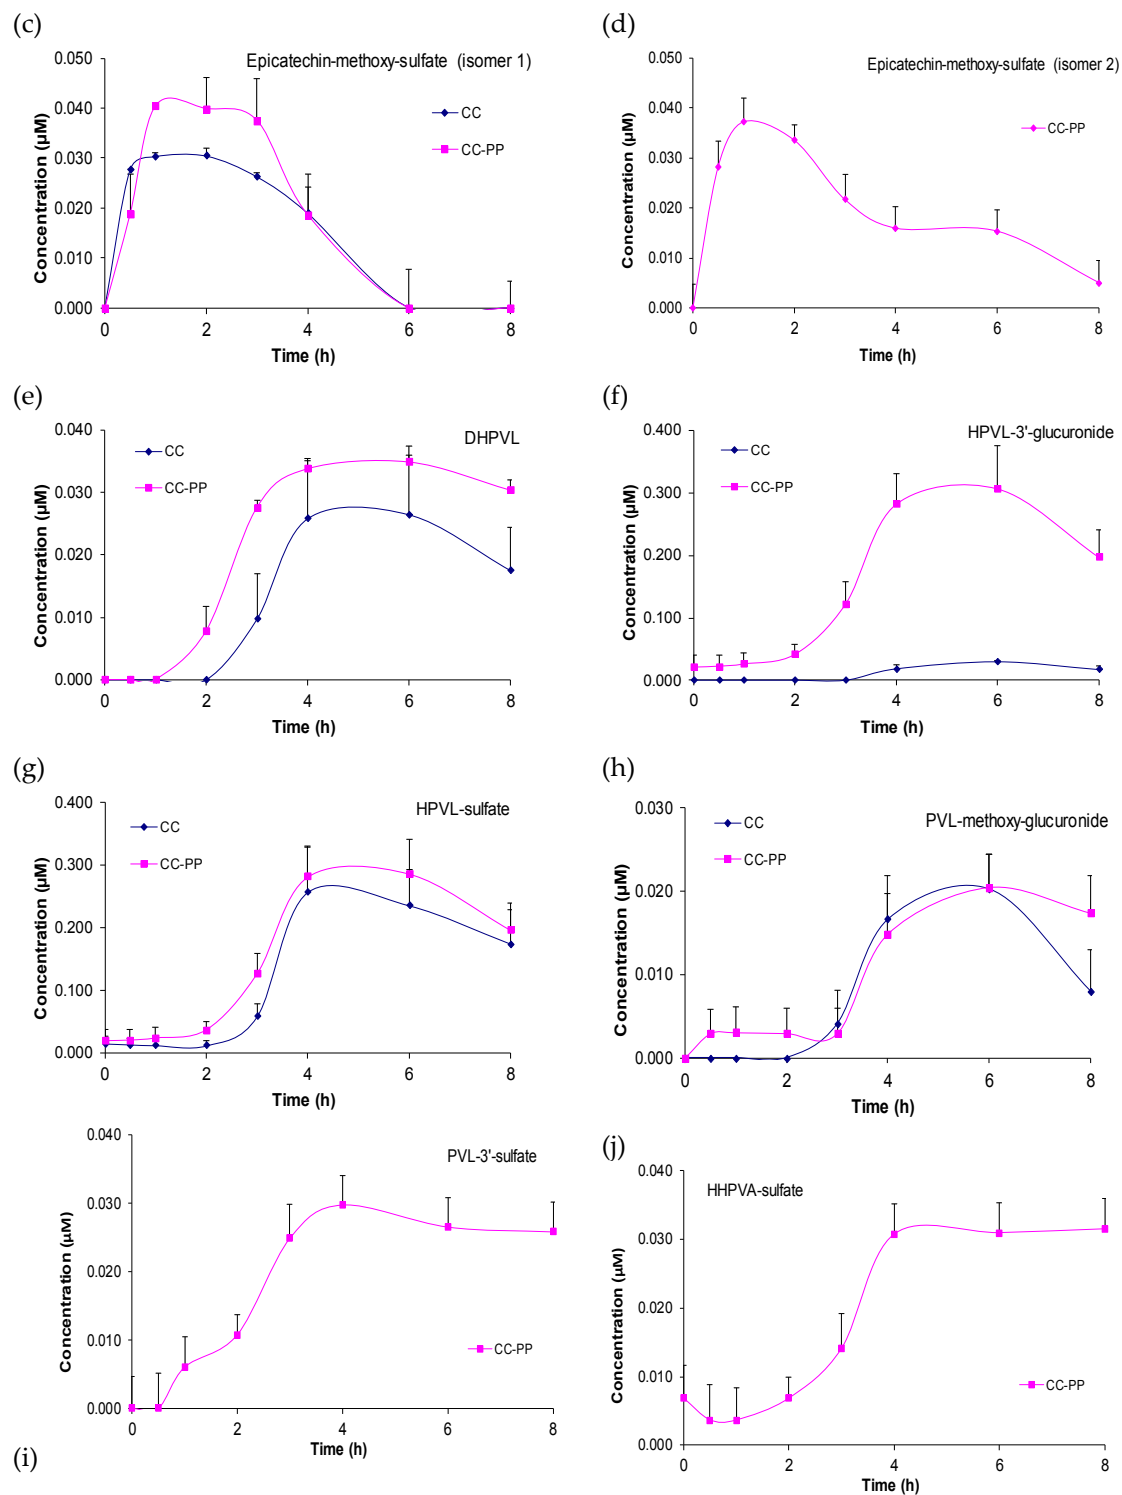 (c)
Epicatechin-methoxy-sulfate (isomer 1)
CC
CC-PP
Concentration (µM)
0.050
0.040
0.030
0.020
0.010
0.000
0 2 4 6 8
Time (h)
(d)
Epicatechin-methoxy-sulfate (isomer 2)
CC-PP
Concentration (µM)
0.050
0.040
0.030
0.020
0.010
0.000
0 2 4 6 8
Time (h)
(e)
DHPVL
CC
CC-PP
Concentration (µM)
0.040
0.030
0.020
0.010
0.000
0 2 4 6 8
Time (h)
(f)
HPVL-3'-glucuronide
CC
CC-PP
Concentration (µM)
0.400
0.300
0.200
0.100
0.000
0 2 4 6 8
Time (h)
(g)
HPVL-sulfate
CC
CC-PP
Concentration (µM)
0.400
0.300
0.200
0.100
0.000
0 2 4 6 8
Time (h)
(h)
PVL-methoxy-glucuronide
CC
CC-PP
Concentration (µM)
0.030
0.020
0.010
0.000
0 2 4 6 8
Time (h)
PVL-3'-sulfate
CC-PP
Concentration (µM)
0.040
0.030
0.020
0.010
0.000
0 2 4 6 8
Time (h)
(i)
(j)
HHPVA-sulfate
CC-PP
Concentration (µM)
0.040
0.030
0.020
0.010
0.000
0 2 4 6 8
Time (h)